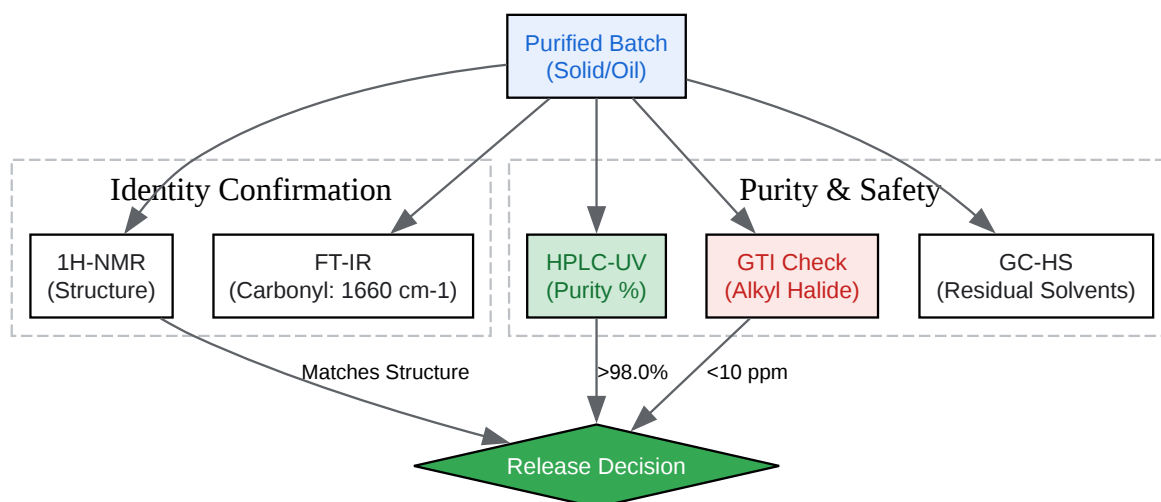 Purified Batch
(Solid/Oil)
Identity Confirmation
Purity & Safety
1H-NMR
(Structure)
FT-IR
(Carbonyl: 1660 cm-1)
HPLC-UV
(Purity %)
GTI Check
(Alkyl Halide)
GC-HS
(Residual Solvents)
Matches Structure
>98.0%
<10 ppm
Release Decision